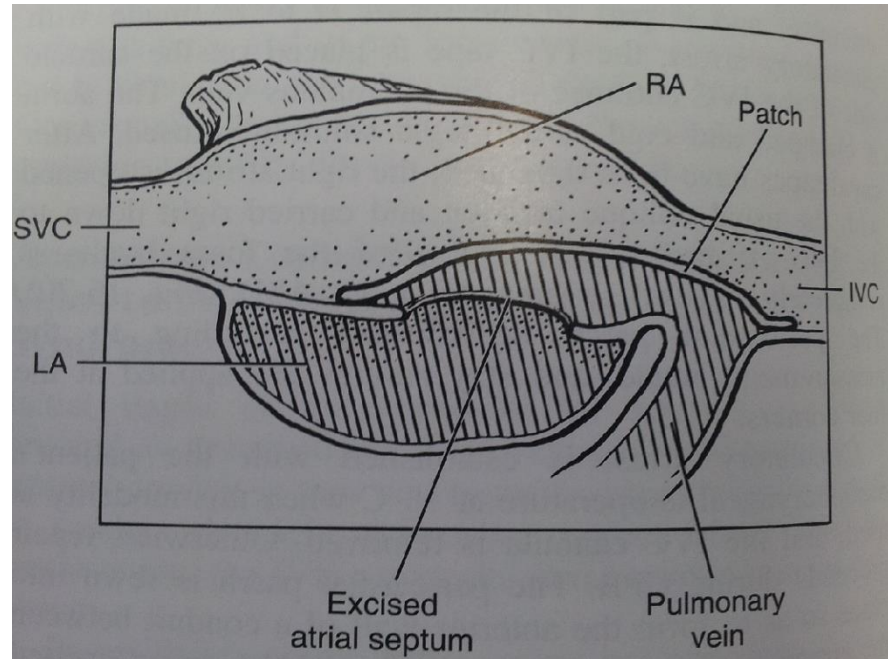 RA
Patch
SVC
IVC
LA
Excised
atrial septum
Pulmonary
vein